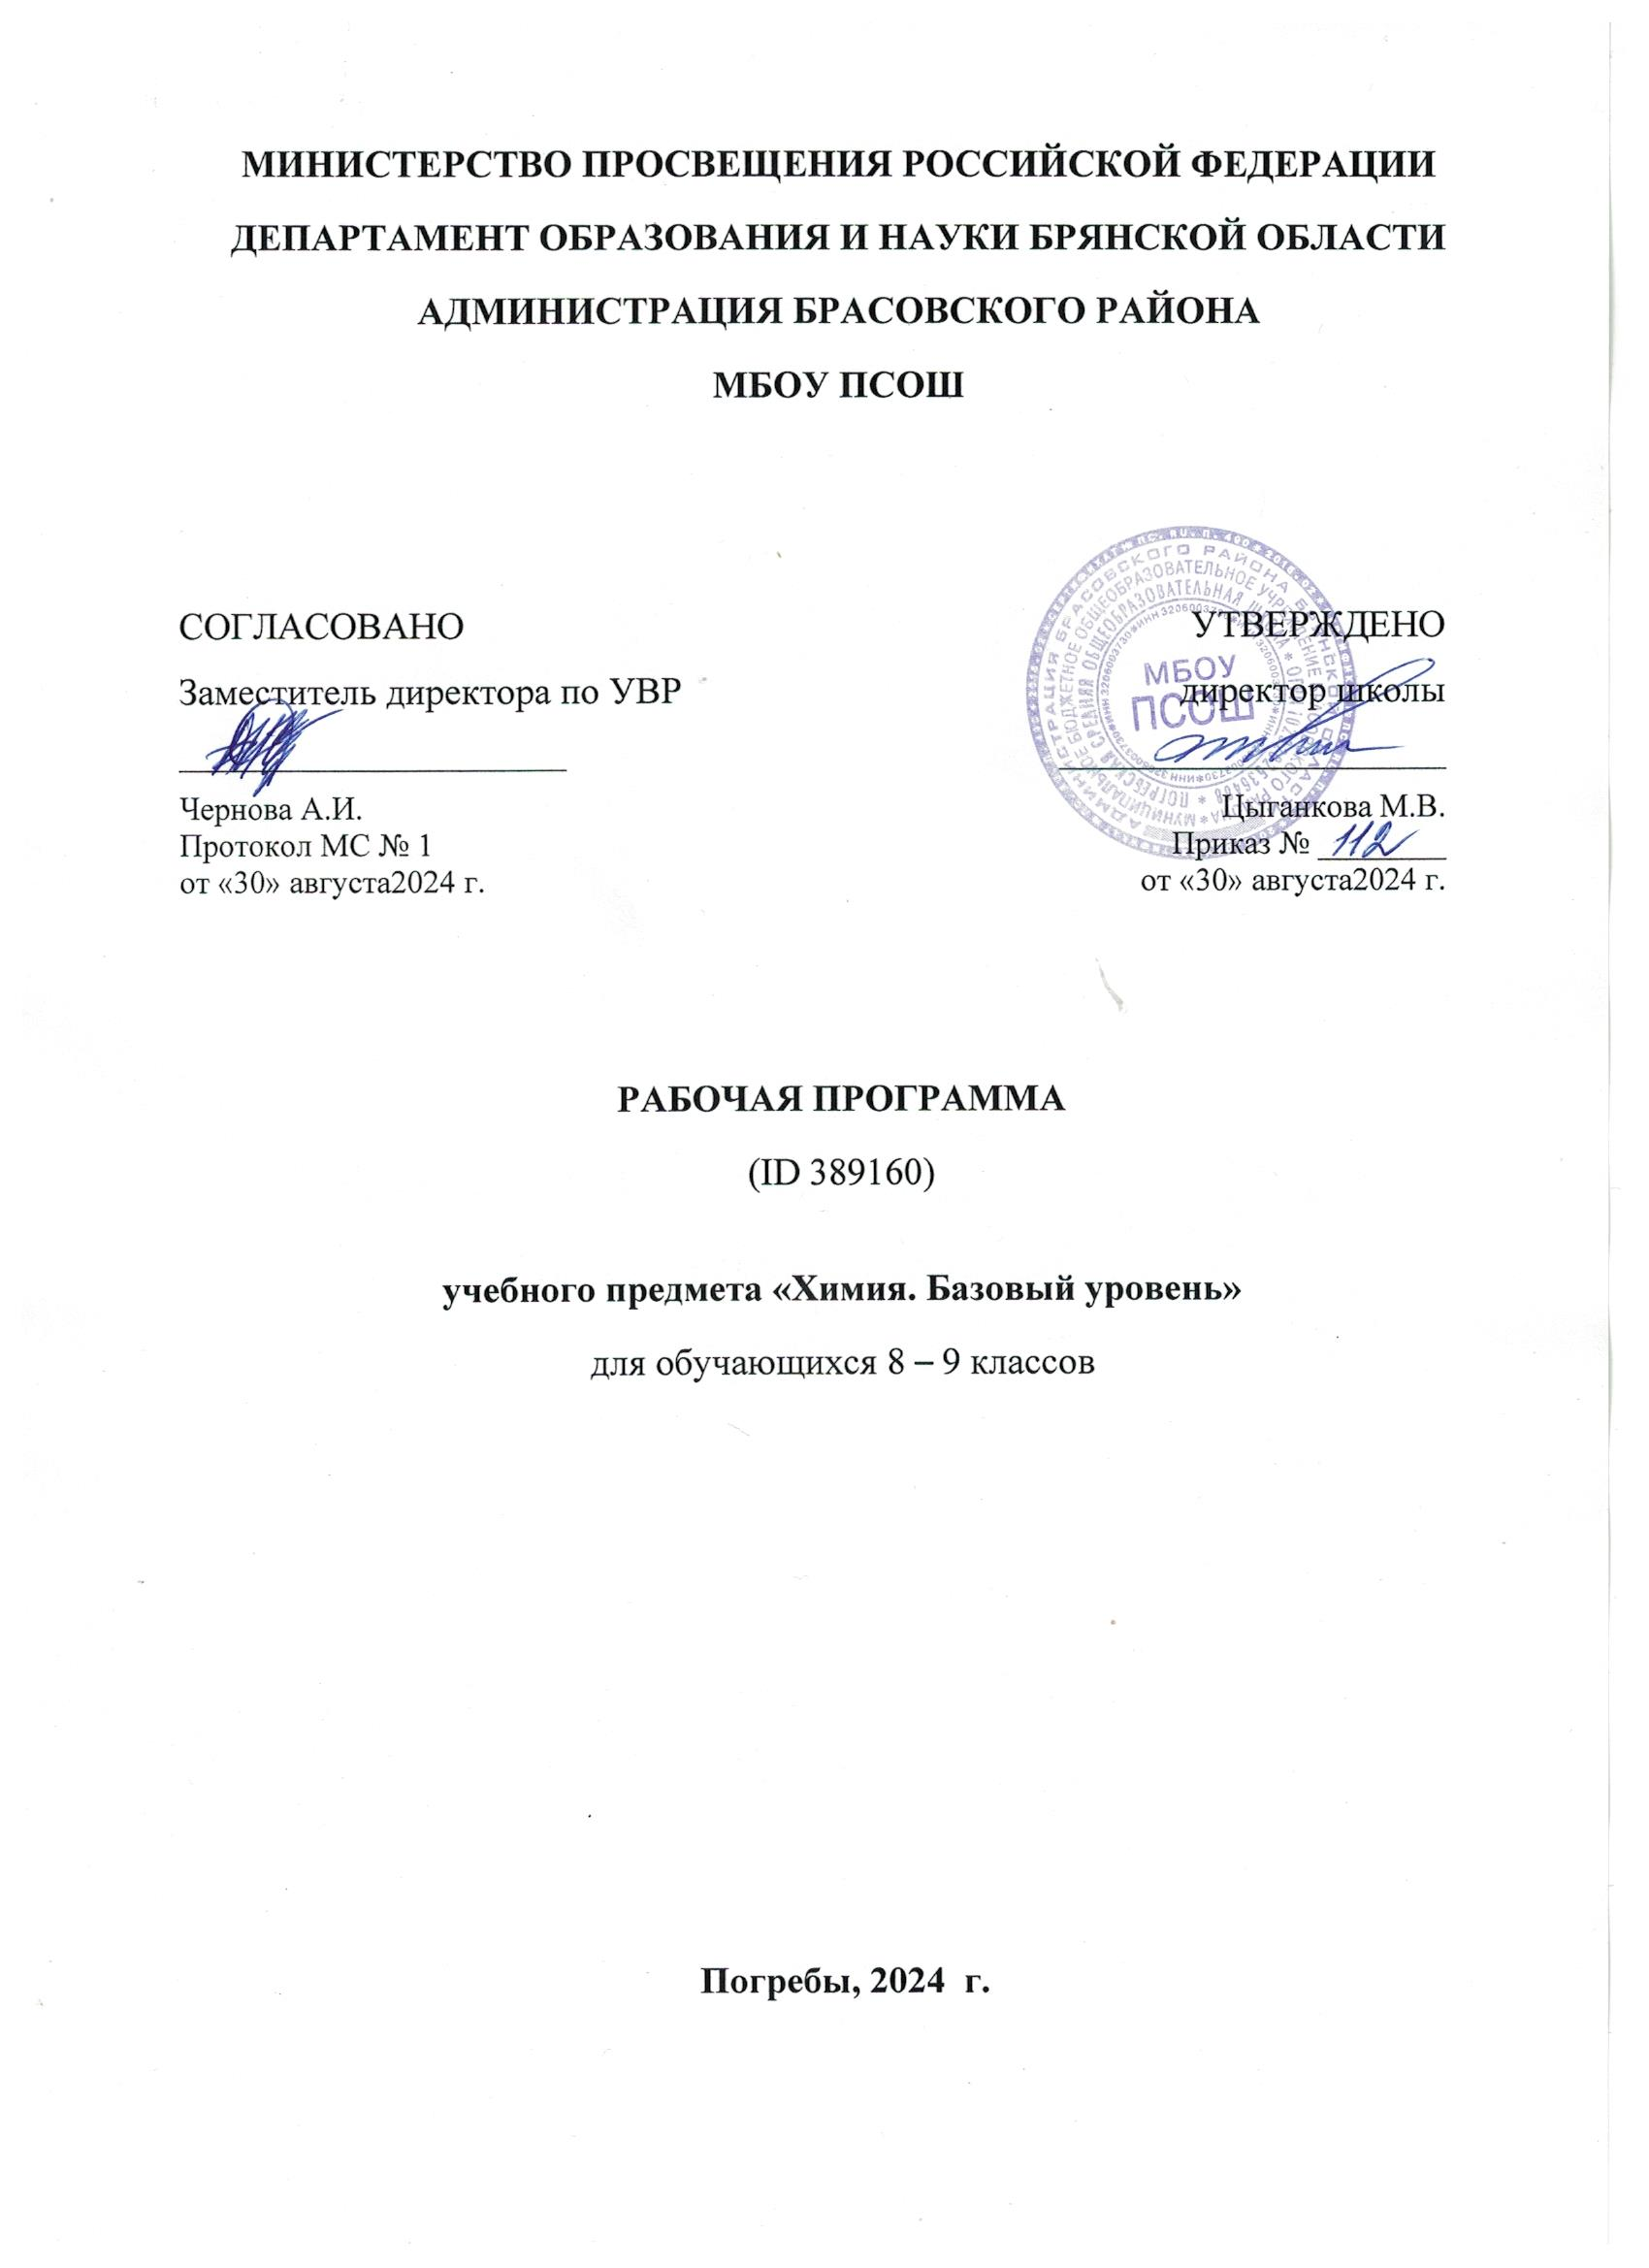 МИНИСТЕРСТВО ПРОСВЕЩЕНИЯ РОССИЙСКОЙ ФЕДЕРАЦИИ
ДЕПАРТАМЕНТ ОБРАЗОВАНИЯ И НАУКИ БРЯНСКОЙ ОБЛАСТИ
АДМИНИСТРАЦИЯ БРАСОВСКОГО РАЙОНА
МБОУ ПСОШ
СОГЛАСОВАНО
Заместитель директора по УВР
Чернова А.И.
Протокол МС № 1
от «30» августа2024 г.
УТВЕРЖДЕНО
директор школы
Цыганкова М.В.
Приказ № 112
от «30» августа2024 г.
МБОУ
ПСОШ
РАБОЧАЯ ПРОГРАММА
(ID 389160)
учебного предмета «Химия. Базовый уровень»
для обучающихся 8 – 9 классов
Погребы, 2024 г.